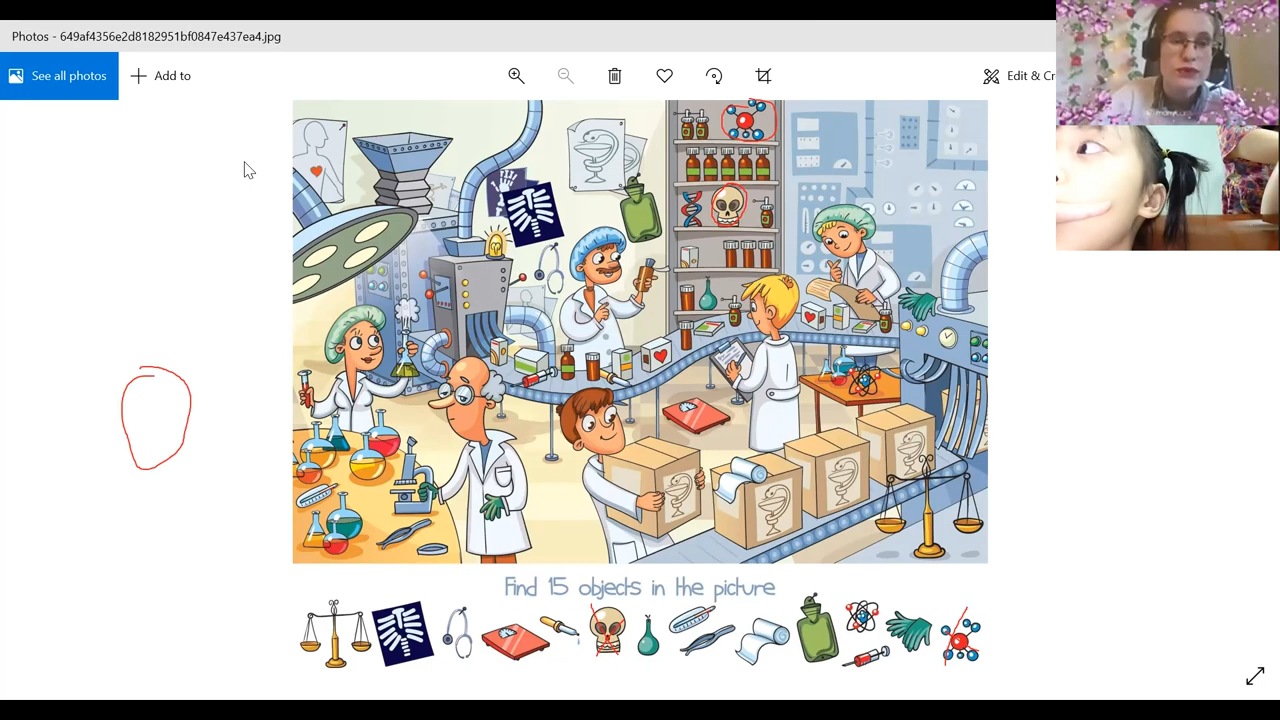 Photos - 649af4356e2d8182951bf0847e437ea4.jpg
See all photos
Add to
Edit & Cr
Find 15 objects in the picture